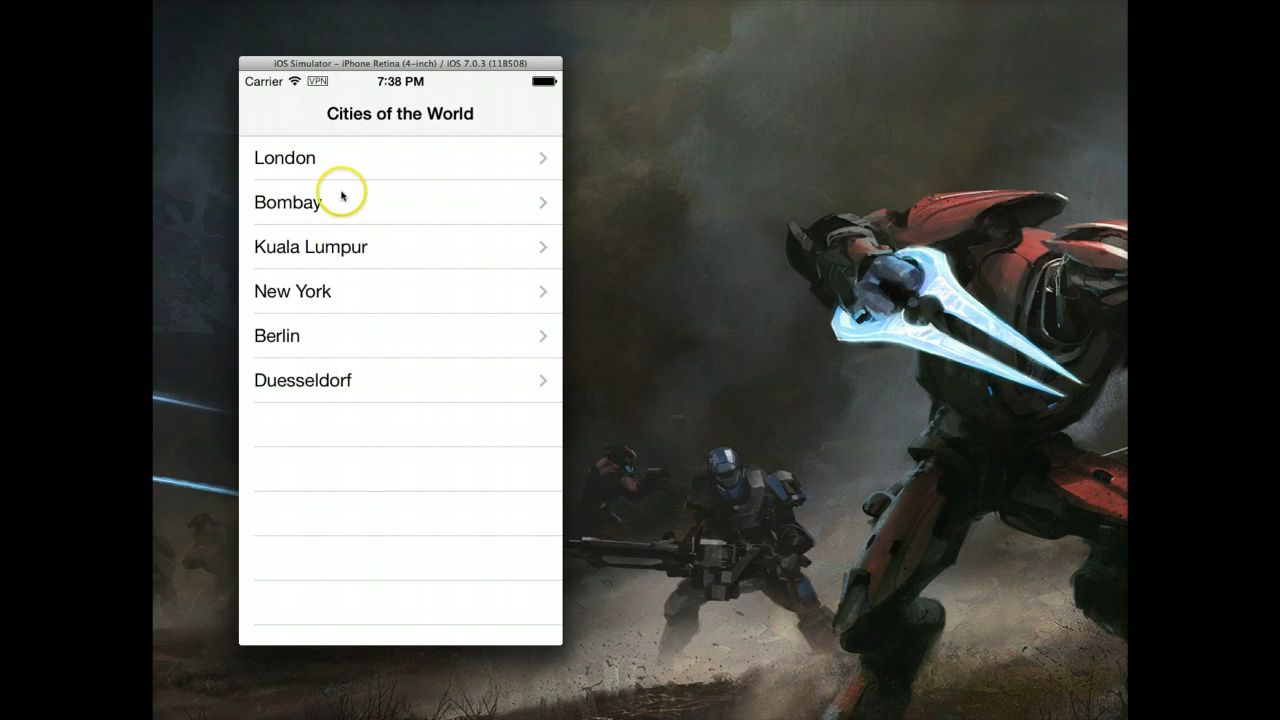 iOS Simulator – iPhone Retina (4-inch) / iOS 7.0.3 (11B508)
Carrier VPN 7:38 PM
Cities of the World
London
Bombay
Kuala Lumpur
New York
Berlin
Duesseldorf